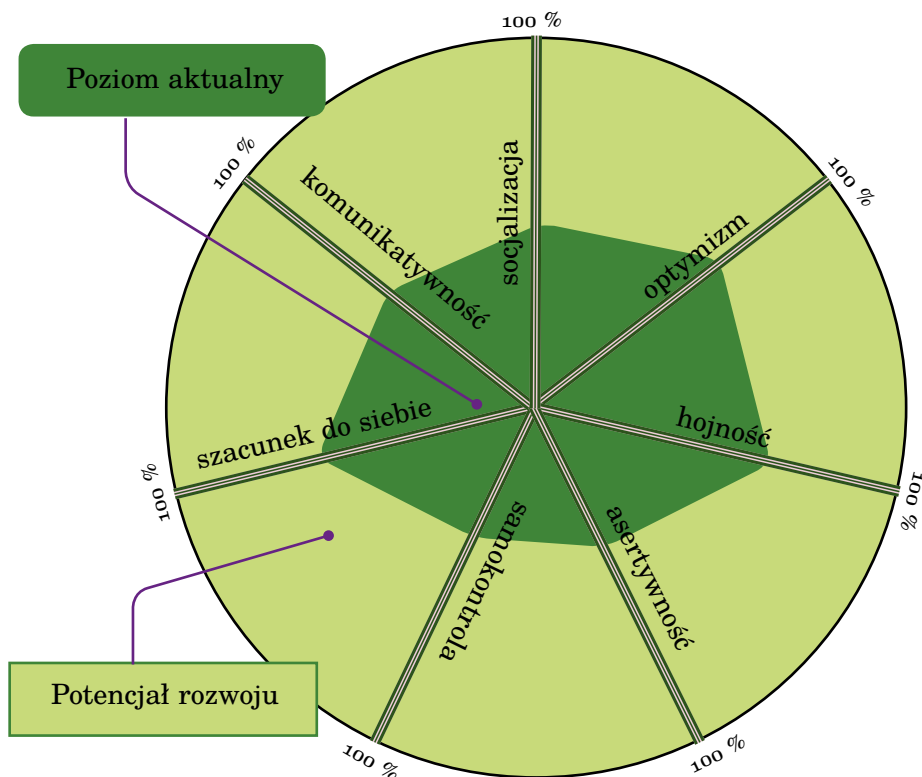 100 %
Poziom aktualny
100 %
100 %
komunikatywność
socjalizacja
optymizm
szacunek do siebie
hojność
100 %
100 %
samokontrola
asertywność
Potencjał rozwoju
100 %
100 %